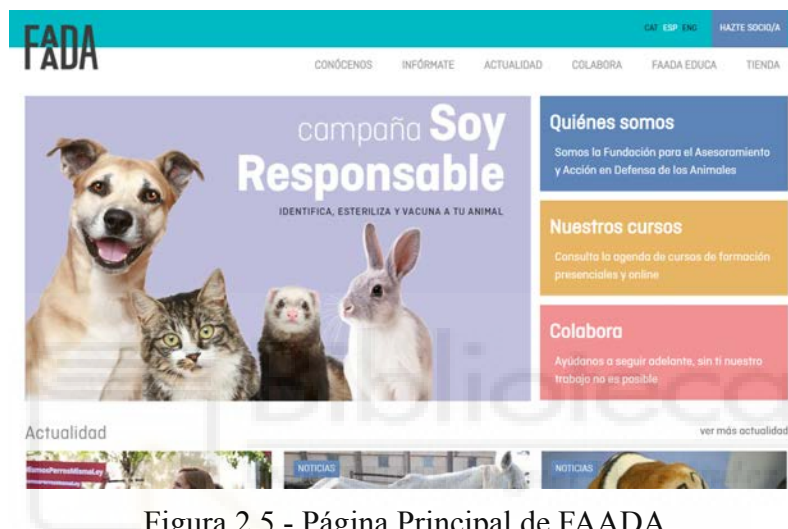 FAADA
CAT ESP ENG HAZTE SOCIO/A
CONÓCENOS INFÓRMATE ACTUALIDAD COLABORA FAADA EDUCA TIENDA
campaña Soy
Responsable
IDENTIFICA, ESTERILIZA Y VACUNA A TU ANIMAL
Quiénes somos
Somos la Fundación para el Asesoramiento
y Acción en Defensa de los Animales
Nuestros cursos
Consulta la agenda de cursos de formación
presenciales y online
Colabora
Ayúdanos a seguir adelante, sin ti nuestro
trabajo no es posible
biblioteca
Actualidad ver más actualidad
mismosPerrosMismaLey
NOTICIAS NOTICIAS
Figura 2.5 - Página Principal de FAADA